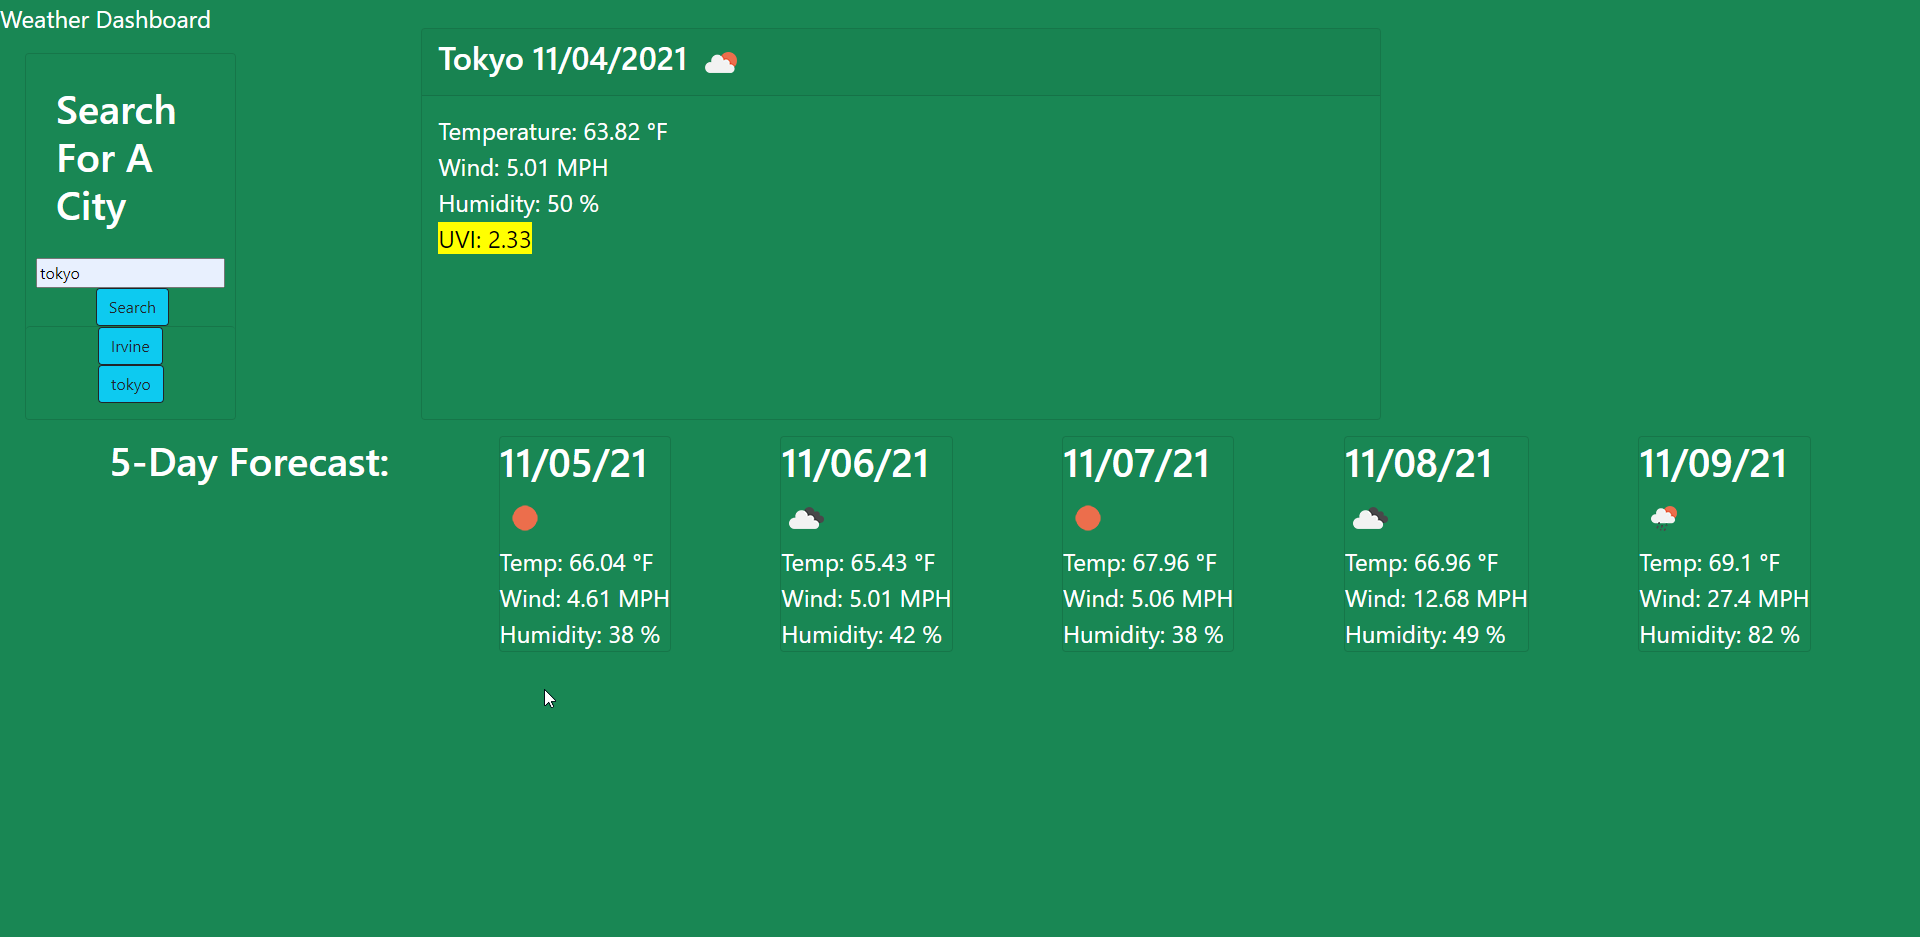 Weather Dashboard
Search
For A
City
tokyo
Search
Irvine
tokyo
Tokyo 11/04/2021
Temperature: 63.82 °F
Wind: 5.01 MPH
Humidity: 50 %
UVI: 2.33
5-Day Forecast:
11/05/21
Temp: 66.04 °F
Wind: 4.61 MPH
Humidity: 38 %
11/06/21
Temp: 65.43 °F
Wind: 5.01 MPH
Humidity: 42 %
11/07/21
Temp: 67.96 °F
Wind: 5.06 MPH
Humidity: 38 %
11/08/21
Temp: 66.96 °F
Wind: 12.68 MPH
Humidity: 49 %
11/09/21
Temp: 69.1 °F
Wind: 27.4 MPH
Humidity: 82 %